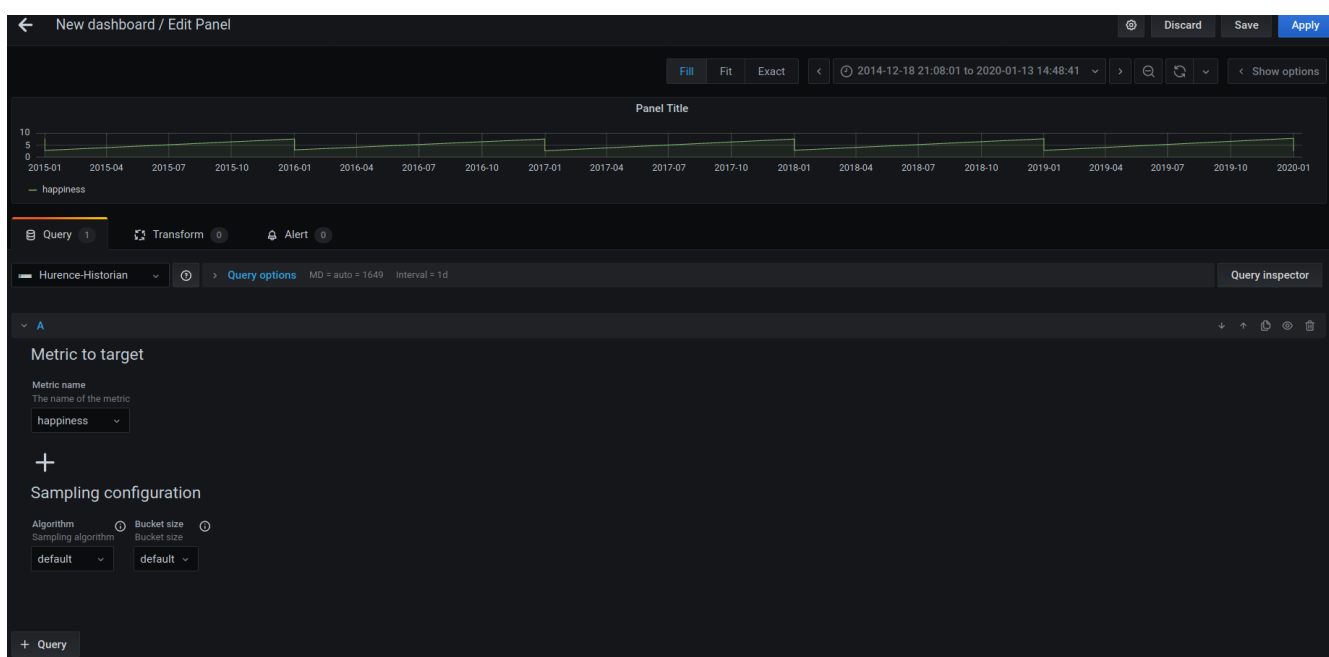 New dashboard / Edit Panel
Discard Save Apply
Fill Fit Exact 2014-12-18 21:08:01 to 2020-01-13 14:48:41 Show options
Panel Title
10
5
0
2015-01 2015-04 2015-07 2015-10 2016-01 2016-04 2016-07 2016-10 2017-01 2017-04 2017-07 2017-10 2018-01 2018-04 2018-07 2018-10 2019-01 2019-04 2019-07 2019-10 2020-01
happiness
Query 1 Transform 0 Alert 0
Hurence-Historian Query options MD = auto = 1649 Interval = 1d Query inspector
A
Metric to target
Metric name
The name of the metric
happiness
Sampling configuration
Algorithm Bucket size
Sampling algorithm Bucket size
default default
+ Query